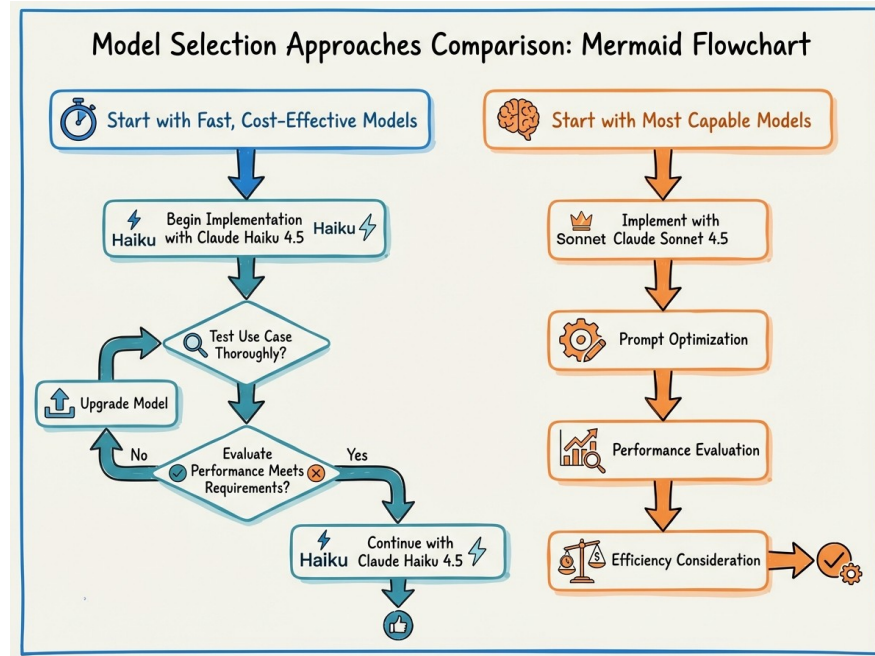 Model Selection Approaches Comparison: Mermaid Flowchart
Start with Fast, Cost-Effective Models
Haiku
Begin Implementation
with Claude Haiku 4.5
Haiku
Test Use Case
Thoroughly?
Upgrade Model
No
Evaluate
Performance Meets
Requirements?
Yes
Haiku
Continue with
Claude Haiku 4.5
Start with Most Capable Models
Sonnet
Implement with
Claude Sonnet 4.5
Prompt Optimization
Performance Evaluation
$
Efficiency Consideration